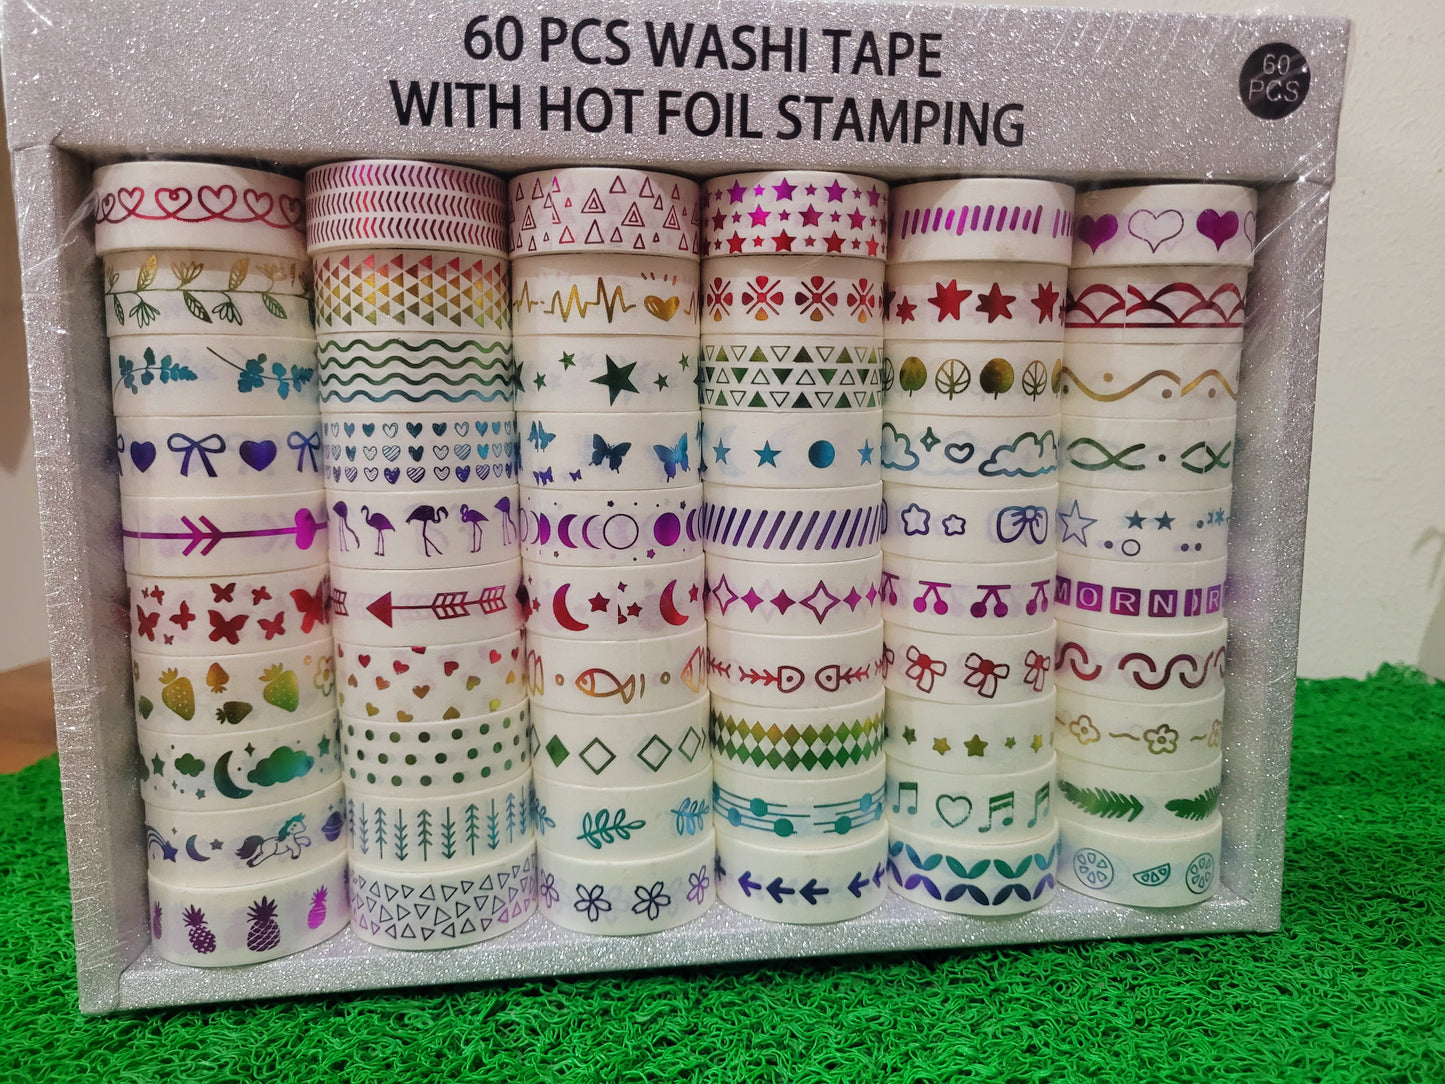 60 PCS WASHI TAPE
WITH HOT FOIL STAMPING
60
PCS
MORN